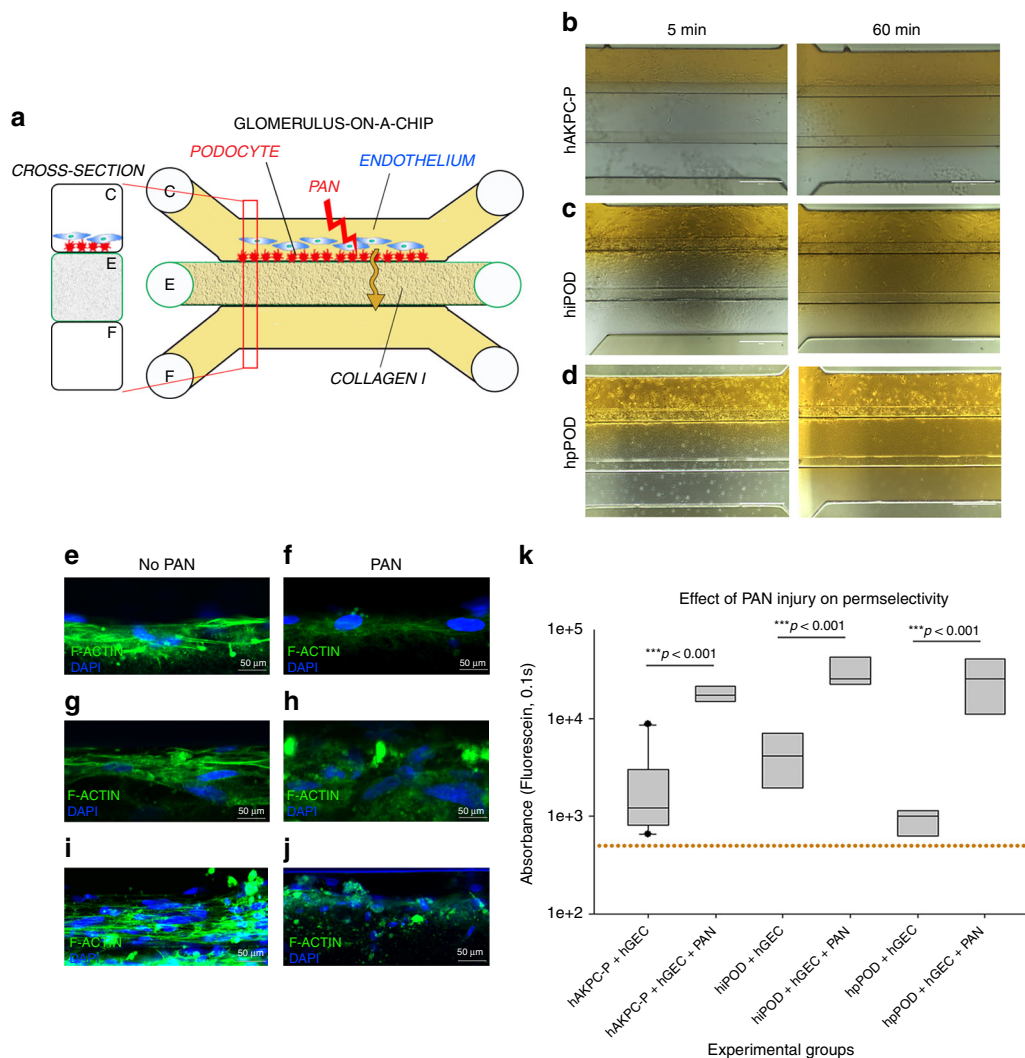 a
GLOMERULUS-ON-A-CHIP
CROSS-SECTION
PODOCYTE
ENDOTHELIUM
PAN
C
E
F
C
E
F
COLLAGEN I
b
5 min
60 min
hAKPC-P
c
hiPOD
d
hpPOD
e
No PAN
F-ACTIN
DAPI
50 µm
f
PAN
F-ACTIN
DAPI
50 µm
g
F-ACTIN
DAPI
50 µm
h
F-ACTIN
DAPI
50 µm
i
F-ACTIN
DAPI
50 µm
j
F-ACTIN
DAPI
50 µm
k
Effect of PAN injury on permselectivity
Absorbance (Fluorescein, 0.1s)
1e+5
1e+4
1e+3
1e+2
***p < 0.001
***p < 0.001
***p < 0.001
hAKPC-P + hGEC
hAKPC-P + hGEC + PAN
hiPOD + hGEC
hiPOD + hGEC + PAN
hpPOD + hGEC
hpPOD + hGEC + PAN
Experimental groups